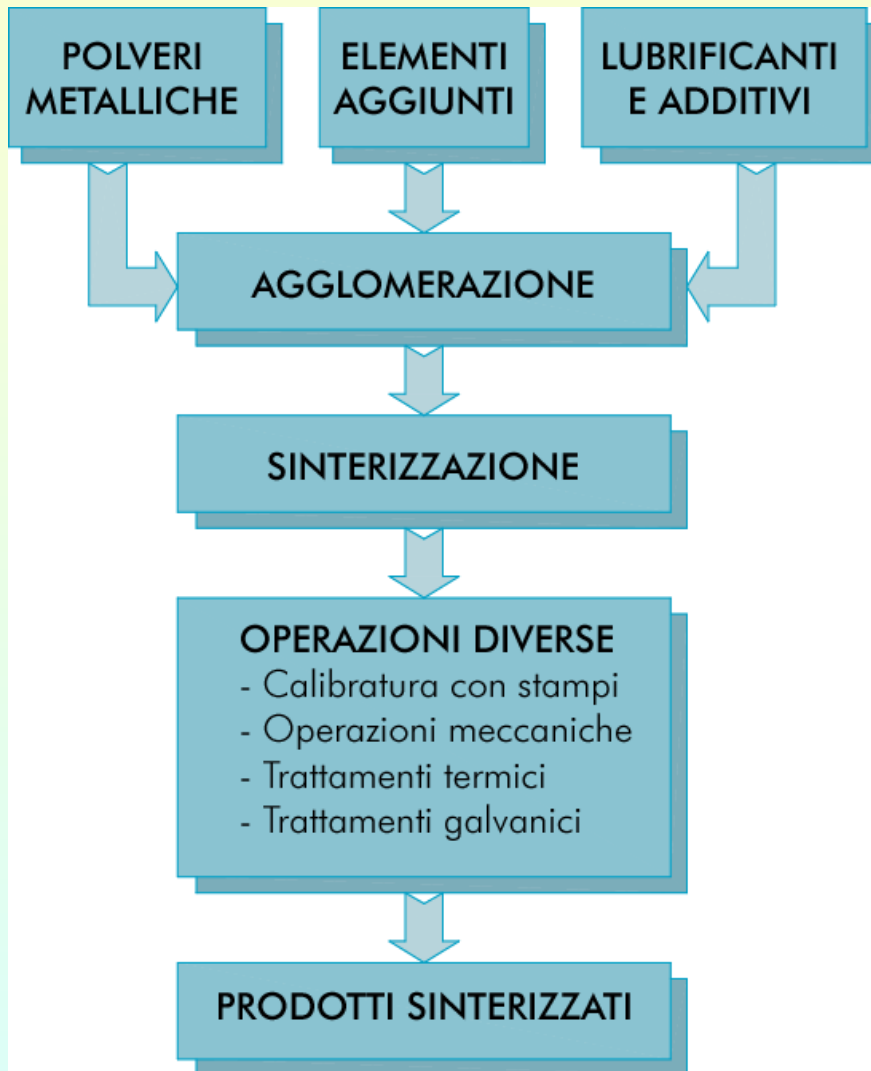 POLVERI
METALLICHE
ELEMENTI
AGGIUNTI
LUBRIFICANTI
E ADDITIVI
AGGLOMERAZIONE
SINTERIZZAZIONE
OPERAZIONI DIVERSE
- Calibratura con stampi
- Operazioni meccaniche
- Trattamenti termici
- Trattamenti galvanici
PRODOTTI SINTERIZZATI